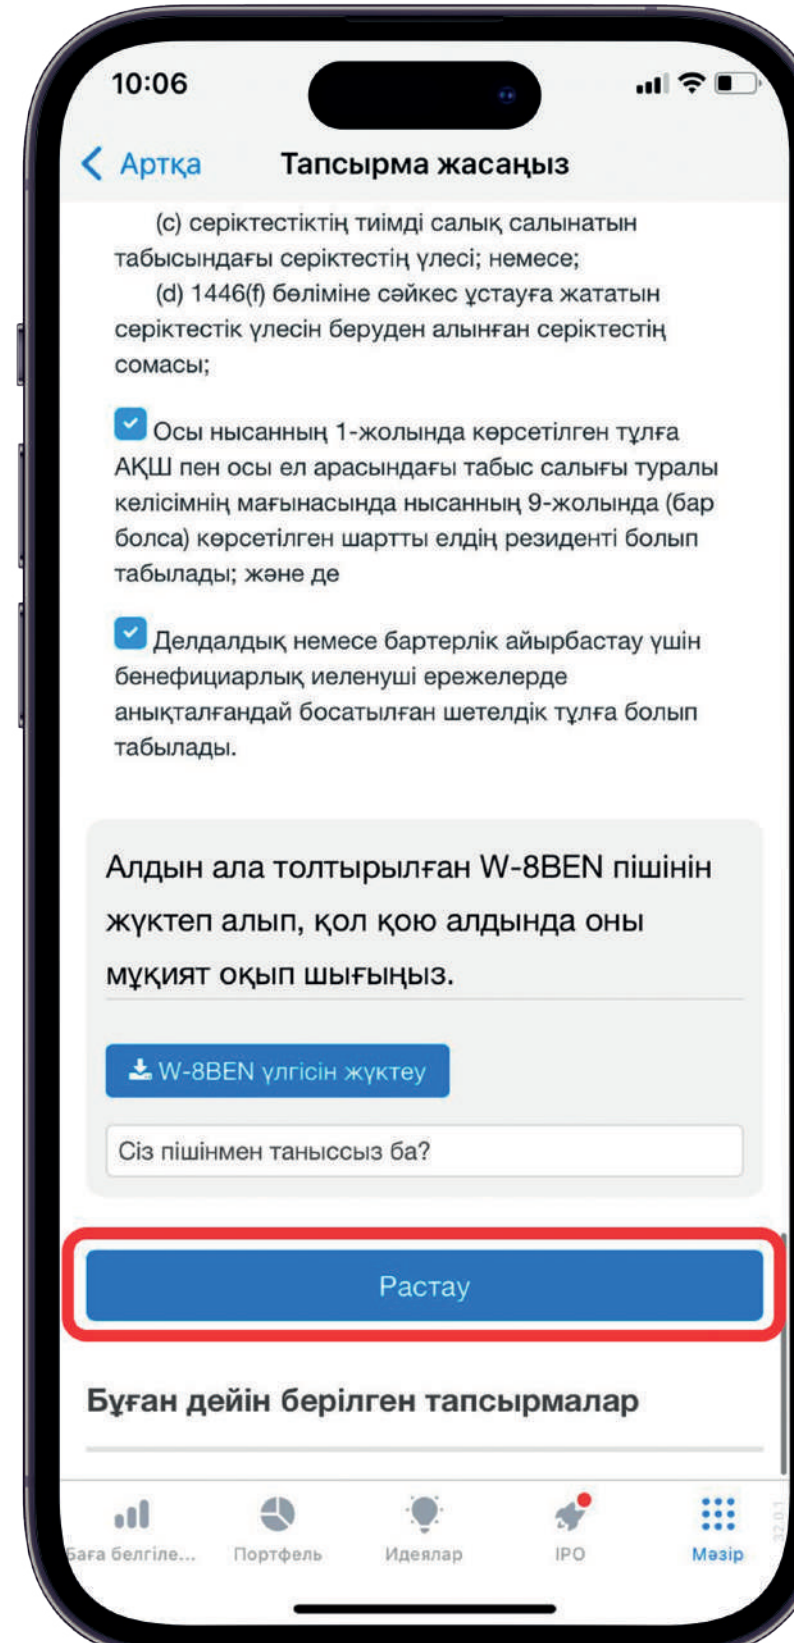 10:06
Артқа
Тапсырма жасаңыз
(c) серіктестіктің тиімді салық салынатын
табысындағы серіктестің үлесі; немесе;
(d) 1446(f) бөліміне сәйкес ұстауға жататын
серіктестік үлесін беруден алынған серіктестің
сомасы;
Осы нысанның 1-жолында көрсетілген тұлға
АҚШ пен осы ел арасындағы табыс салығы туралы
келісімнің мағынасында нысанның 9-жолында (бар
болса) көрсетілген шартты елдің резиденті болып
табылады; және де
Делдалдық немесе бартерлік айырбастау үшін
бенефициарлық иеленуші ережелерде
анықталғандай босатылған шетелдік тұлға болып
табылады.
Алдын ала толтырылған W-8BEN пішінін
жүктеп алып, қол қою алдында оны
мұқият оқып шығыңыз.
W-8BEN үлгісін жүктеу
Сіз пішінмен таныссыз ба?
Растау
Бұған дейін берілген тапсырмалар
Баға белгіле...
Портфель
Идеялар
IPO
Мәзір
32.0.1